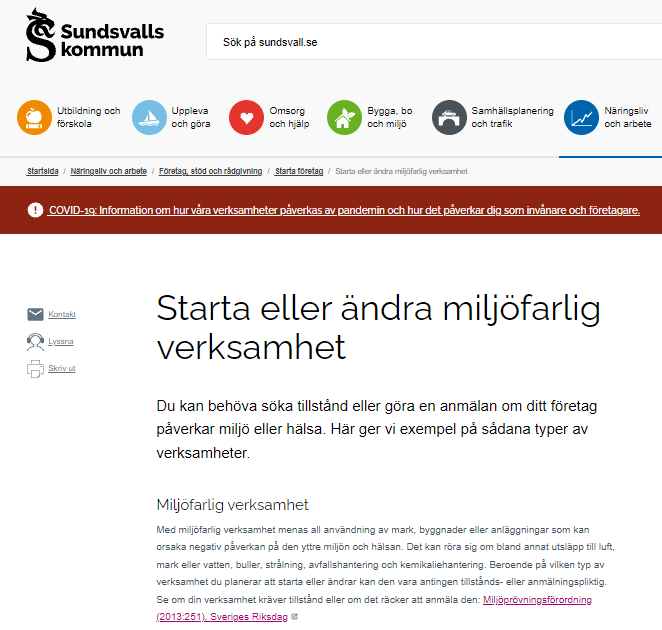 Sundsvalls
kommun
Sök på sundsvall.se
Utbildning och
förskola
Uppleva
och göra
Omsorg
och hjälp
Bygga, bo
och miljö
Samhällsplanering
och trafik
Näringsliv
och arbete
Startsida / Näringsliv och arbete / Företag, stöd och rådgivning / Starta företag / Starta eller ändra miljöfarlig verksamhet
COVID-19: Information om hur våra verksamheter påverkas av pandemin och hur det påverkar dig som invånare och företagare.
Kontakt
Lyssna
Skriv ut
Starta eller ändra miljöfarlig
verksamhet
Du kan behöva söka tillstånd eller göra en anmälan om ditt företag
påverkar miljö eller hälsa. Här ger vi exempel på sådana typer av
verksamheter.
Miljöfarlig verksamhet
Med miljöfarlig verksamhet menas all användning av mark, byggnader eller anläggningar som kan
orsaka negativ påverkan på den yttre miljön och hälsan. Det kan röra sig om bland annat utsläpp till luft,
mark eller vatten, buller, strålning, avfallshantering och kemikaliehantering. Beroende på vilken typ av
verksamhet du planerar att starta eller ändrar kan den vara antingen tillstånds- eller anmälningspliktig.
Se om din verksamhet kräver tillstånd eller om det räcker att anmäla den: Miljöprövningsförordning
(2013:251), Sveriges Riksdag